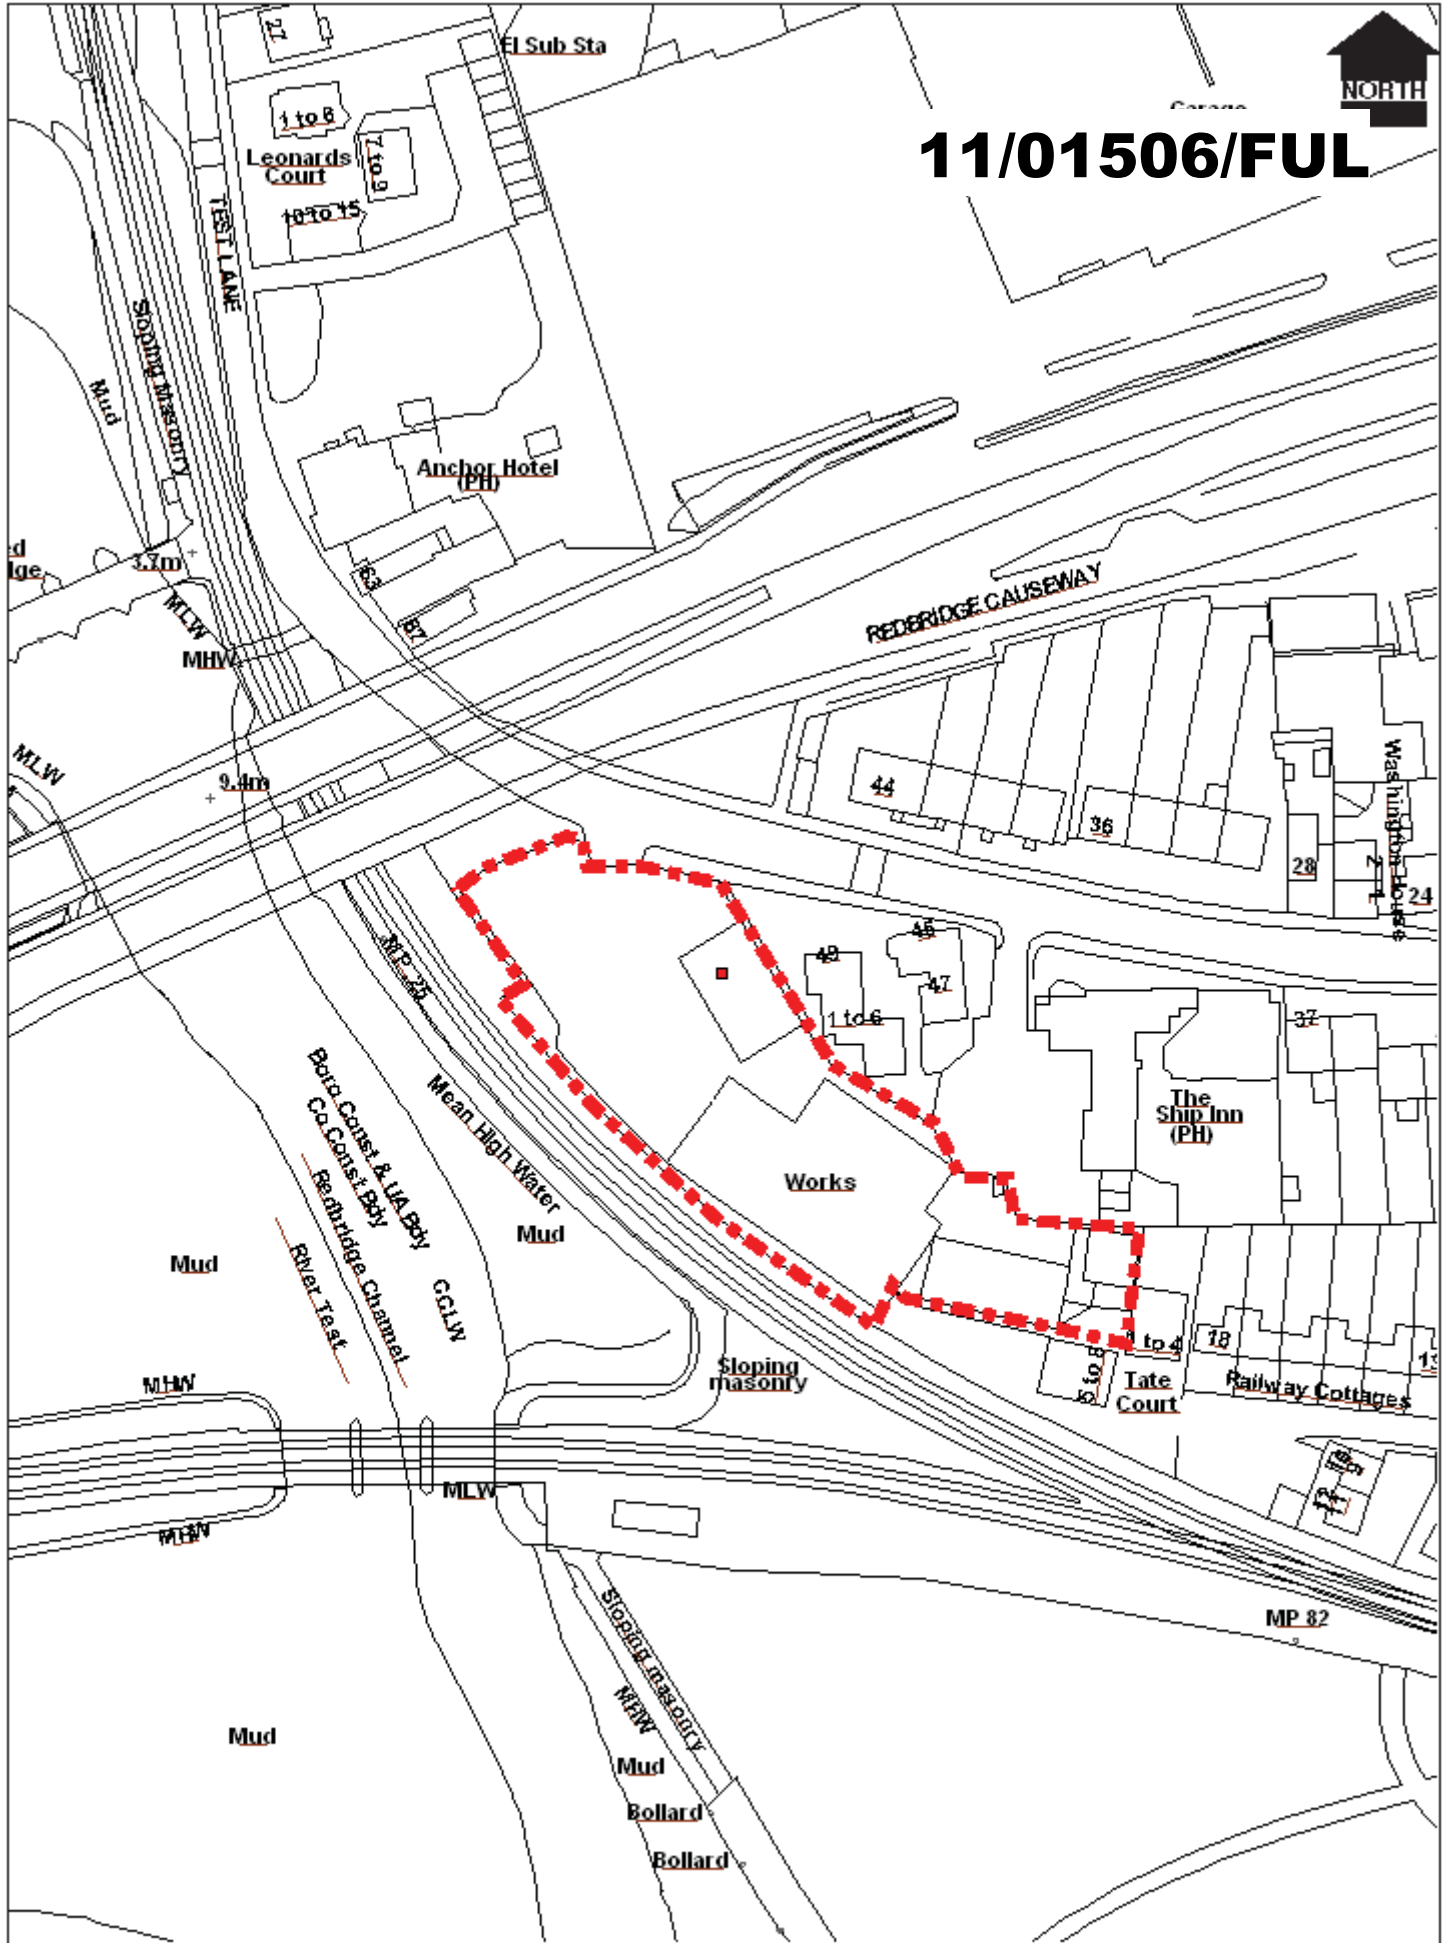 27
El Sub Sta
NORTH
11/01506/FUL
1 to 6
Leonards
Court
7 to 9
10 to 15
TEST LANE
Sloping Masonry
Mud
Anchor Hotel
(PH)
3.7m
63
67
MLW
MHW
REDBRIDGE CAUSEWAY
MLW
9.4m
44
36
28
Washington House
24
MP 25
49
45
47
1 to 6
37
The
Ship Inn
(PH)
Works
Boro Const & UA Bdy
Co Const Bdy
Mean High Water
Redbridge Channel
River Test
Mud
Mud
Sloping
masonry
MHW
1 to 4
5 to 8
Tate
Court
18
Railway Cottages
MLW
MHW
MP 82
Sloping masonry
MHW
Mud
Mud
Bollard
Bollard